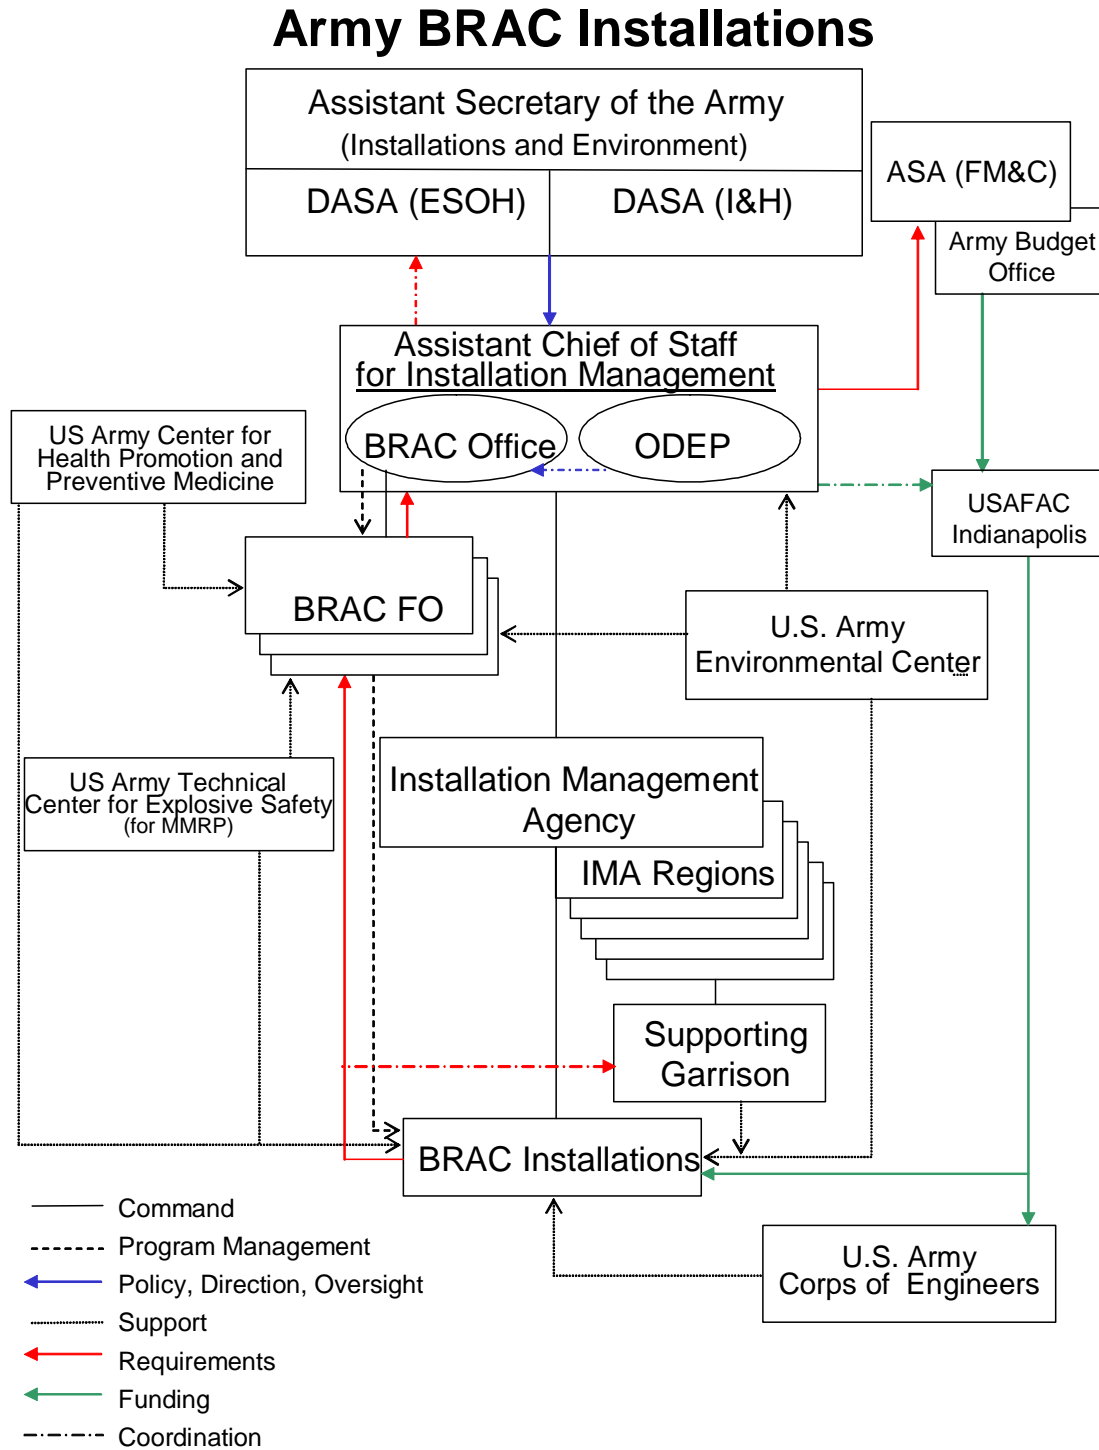 Army BRAC Installations
Assistant Secretary of the Army
(Installations and Environment)
DASA (ESOH)
DASA (I&H)
ASA (FM&C)
Army Budget
Office
Assistant Chief of Staff
for Installation Management
BRAC Office
ODEP
US Army Center for
Health Promotion and
Preventive Medicine
USAFAC
Indianapolis
BRAC FO
U.S. Army
Environmental Center
US Army Technical
Center for Explosive Safety
(for MMRP)
Installation Management
Agency
IMA Regions
Supporting
Garrison
BRAC Installations
U.S. Army
Corps of Engineers
Command
Program Management
Policy, Direction, Oversight
Support
Requirements
Funding
Coordination